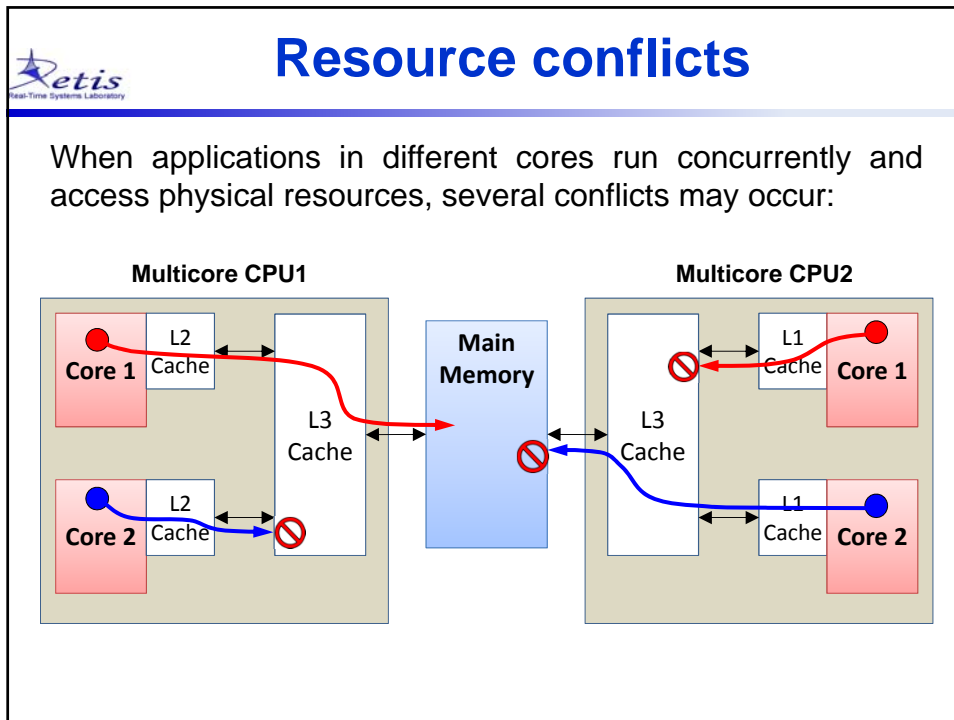 Resource conflicts
Retis
Real-Time Systems Laboratory
When applications in different cores run concurrently and
access physical resources, several conflicts may occur:
Multicore CPU1
Multicore CPU2
L2
Cache
Core 1
L2
Cache
Core 2
L3
Cache
Main
Memory
L3
Cache
L1
Cache
Core 1
L1
Cache
Core 2